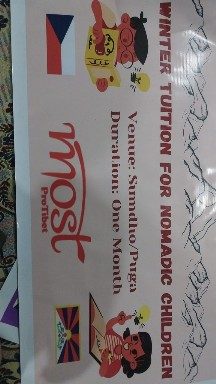 WINTER TUITION FOR NOMADIC CHILDREN
Venue: Sumdho/Puga
Duration: One Month
most
ProTibet